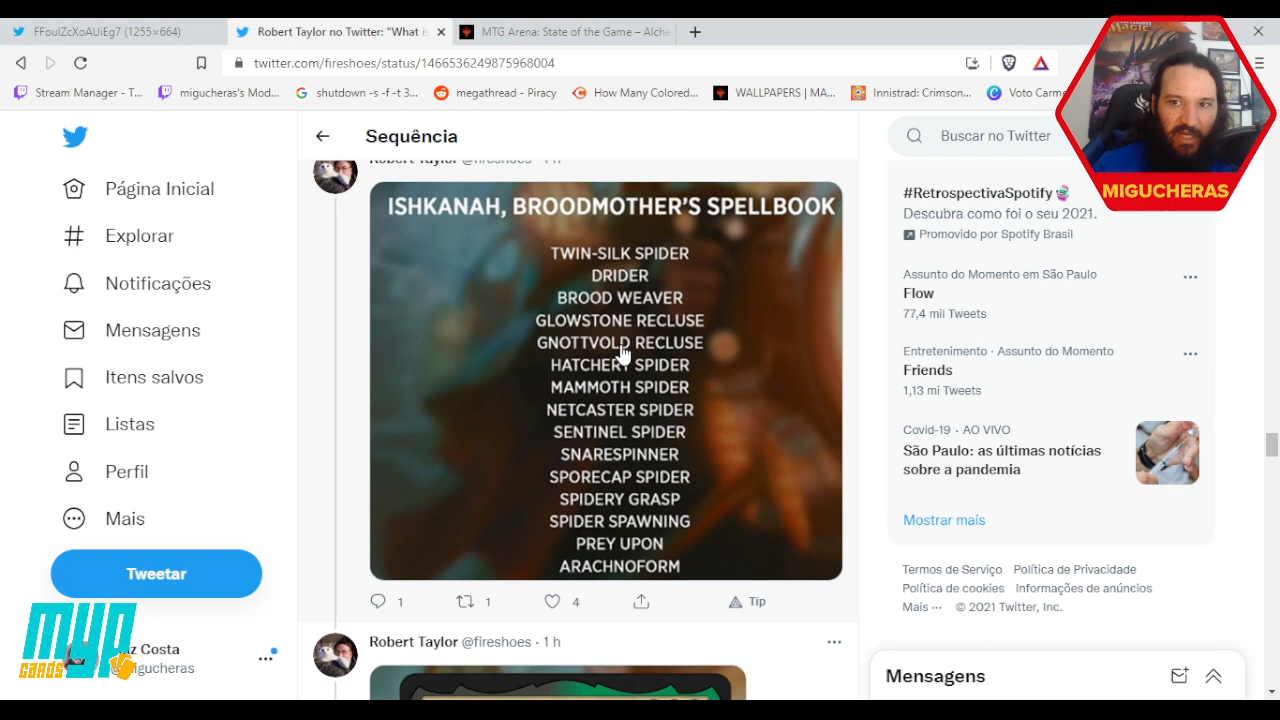 FFouIZcXoAUiEg7 (1255×664)
Robert Taylor no Twitter: "What is
MTG Arena: State of the Game – Alche
twitter.com/fireshoes/status/1466536249875968004
Stream Manager - T...
migucheras's Mod...
shutdown -s -f -t 3...
megathread - Piracy
How Many Colored...
WALLPAPERS | MA...
Innistrad: Crimson...
Voto Carme
MIGUCHERAS
Página Inicial
Explorar
Notificações
Mensagens
Itens salvos
Listas
Perfil
Mais
Tweetar
MYP
CARDS
iz Costa
@migucheras
Sequência
Robert Taylor @fireshoes · 1 h
ISHKANAH, BROODMOTHER'S SPELLBOOK
TWIN-SILK SPIDER
DRIDER
BROOD WEAVER
GLOWSTONE RECLUSE
GNOTTVOLD RECLUSE
HATCHERY SPIDER
MAMMOTH SPIDER
NETCASTER SPIDER
SENTINEL SPIDER
SNARESPINNER
SPORECAP SPIDER
SPIDERY GRASP
SPIDER SPAWNING
PREY UPON
ARACHNOFORM
1 1 4 Tip
Robert Taylor @fireshoes · 1 h
Buscar no Twitter
#RetrospectivaSpotify
Descubra como foi o seu 2021.
Promovido por Spotify Brasil
Assunto do Momento em São Paulo
Flow
77,4 mil Tweets
Entretenimento · Assunto do Momento
Friends
1,13 mi Tweets
Covid-19 · AO VIVO
São Paulo: as últimas notícias
sobre a pandemia
Mostrar mais
Termos de Serviço Política de Privacidade
Política de cookies Informações de anúncios
Mais ··· © 2021 Twitter, Inc.
Mensagens